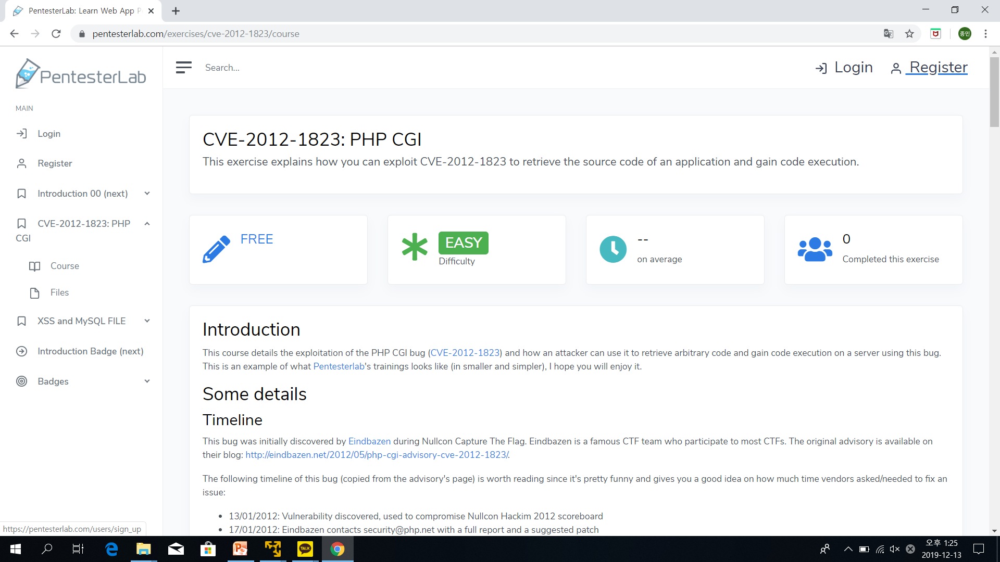 PentesterLab: Learn Web App P
pentesterlab.com/exercises/cve-2012-1823/course
종민
PentesterLab
Search...
Login
Register
MAIN
Login
Register
Introduction 00 (next)
CVE-2012-1823: PHP
CGI
Course
Files
XSS and MySQL FILE
Introduction Badge (next)
Badges
CVE-2012-1823: PHP CGI
This exercise explains how you can exploit CVE-2012-1823 to retrieve the source code of an application and gain code execution.
FREE
EASY
Difficulty
--
on average
0
Completed this exercise
Introduction
This course details the exploitation of the PHP CGI bug (CVE-2012-1823) and how an attacker can use it to retrieve arbitrary code and gain code execution on a server using this bug.
This is an example of what Pentesterlab's trainings looks like (in smaller and simpler), I hope you will enjoy it.
Some details
Timeline
This bug was initially discovered by Eindbazen during Nullcon Capture The Flag. Eindbazen is a famous CTF team who participate to most CTFs. The original advisory is available on
their blog: http://eindbazen.net/2012/05/php-cgi-advisory-cve-2012-1823/.
The following timeline of this bug (copied from the advisory's page) is worth reading since it's pretty funny and gives you a good idea on how much time vendors asked/needed to fix an
issue:
• 13/01/2012: Vulnerability discovered, used to compromise Nullcon Hackim 2012 scoreboard
• 17/01/2012: Eindbazen contacts security@php.net with a full report and a suggested patch
https://pentesterlab.com/users/sign_up
TALK
오후 1:25
2019-12-13